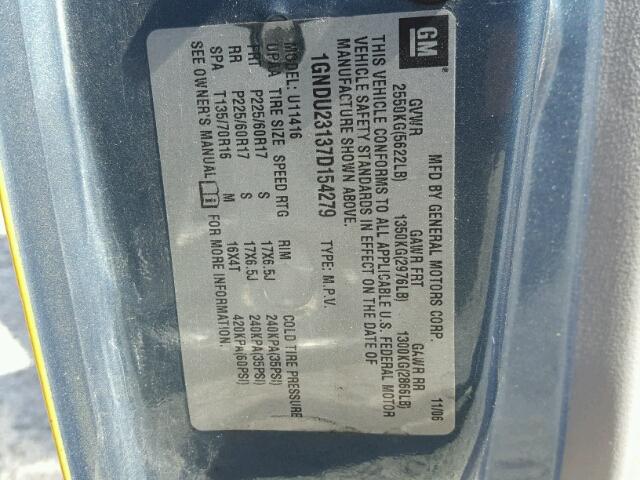 GM
MFD BY GENERAL MOTORS CORP. 11/06
GVWR GAWR FRT GAWR RR
2550KG(5622LB) 1350KG(2976LB) 1300KG(2866LB)
THIS VEHICLE CONFORMS TO ALL APPLICABLE U.S. FEDERAL MOTOR
VEHICLE SAFETY STANDARDS IN EFFECT ON THE DATE OF
MANUFACTURE SHOWN ABOVE.
1GNDU23137D154279 TYPE: M.P.V.
MODEL: U11416
TIRE SIZE SPEED RTG RIM COLD TIRE PRESSURE
FRT P225/60R17 S 17X6.5J 240KPA(35PSI)
RR P225/60R17 S 17X6.5J 240KPA(35PSI)
SPA T135/70R16 M 16X4T 420KPA(60PSI)
SEE OWNER'S MANUAL FOR MORE INFORMATION.